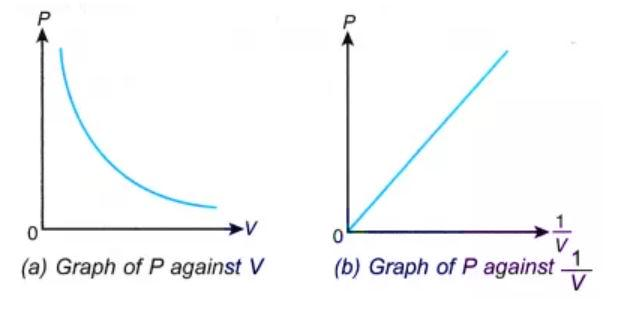 P
0
V
(a) Graph of P against V
P
0
1/V
(b) Graph of P against 1/V